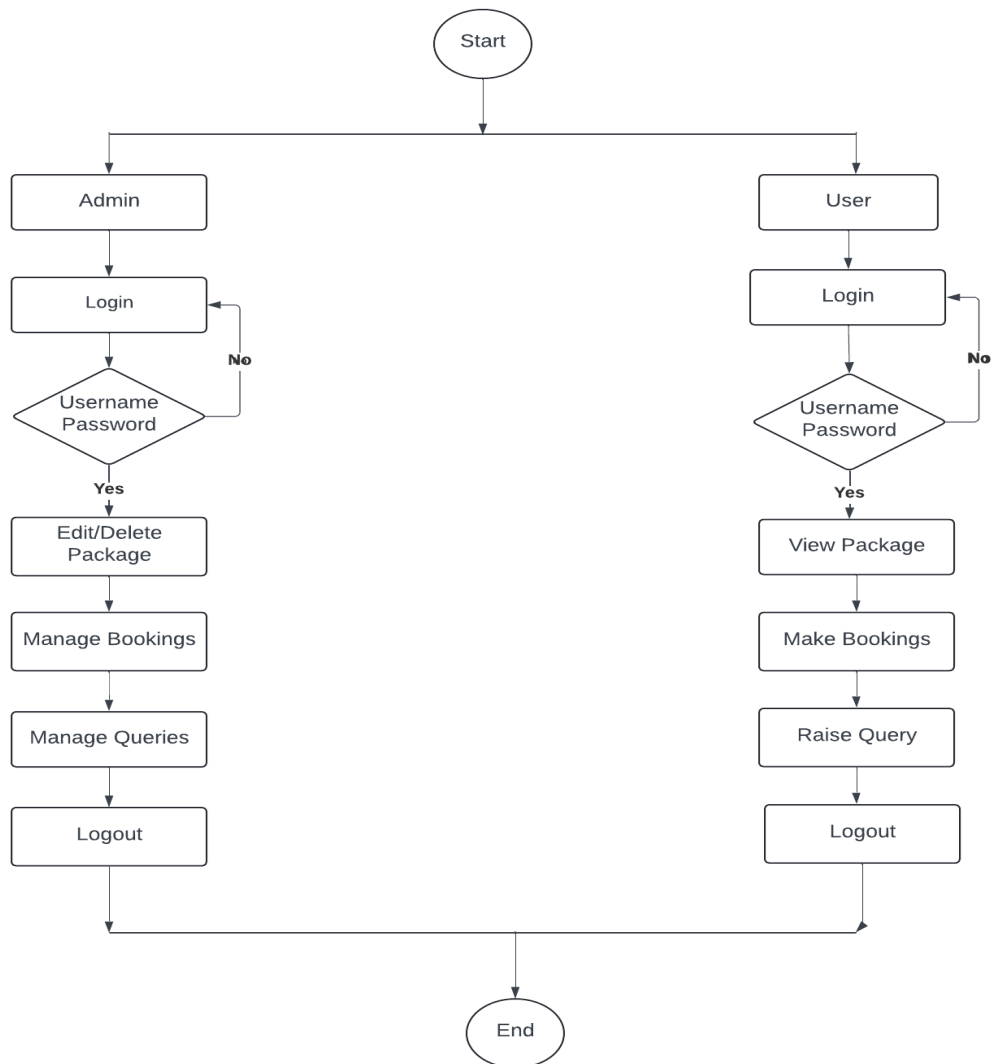 Start
Admin
User
Login
Login
No
No
Username
Password
Username
Password
Yes
Yes
Edit/Delete
Package
View Package
Manage Bookings
Make Bookings
Manage Queries
Raise Query
Logout
Logout
End